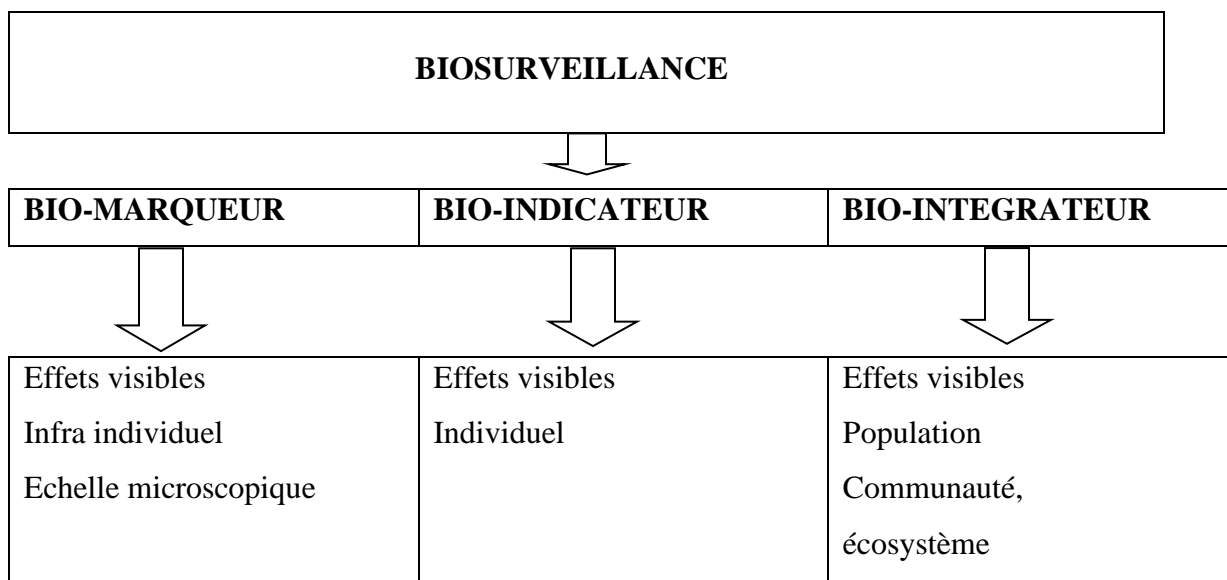 BIOSURVEILLANCE
BIO-MARQUEUR
BIO-INDICATEUR
BIO-INTEGRATEUR
Effets visibles
Infra individuel
Echelle microscopique
Effets visibles
Individuel
Effets visibles
Population
Communauté,
écosystème